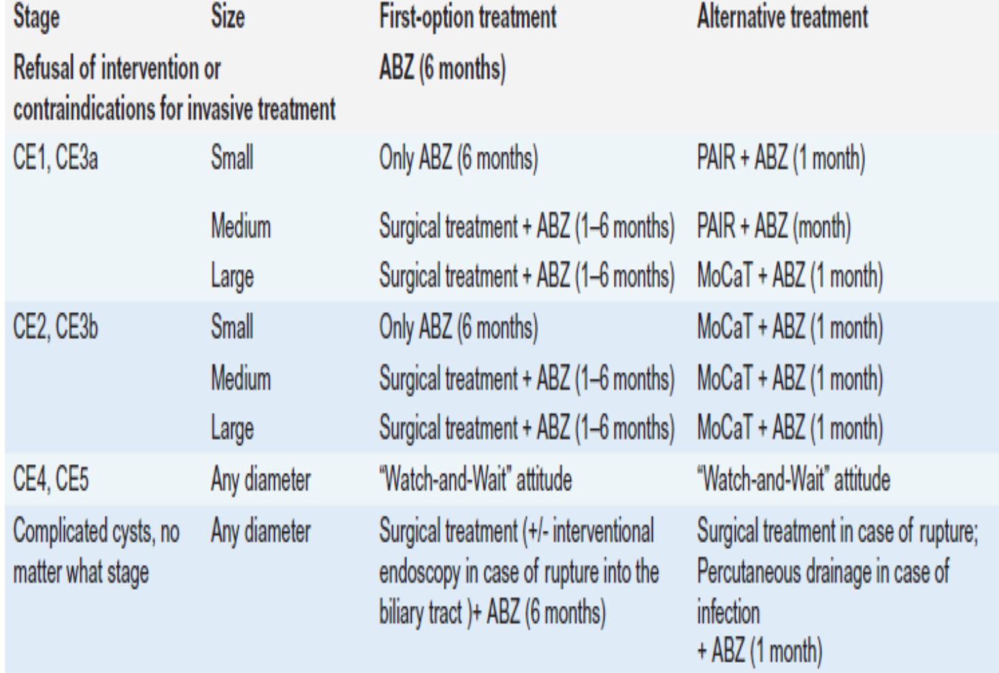 Stage Size First-option treatment Alternative treatment
Refusal of intervention or ABZ (6 months)
contraindications for invasive treatment
CE1, CE3a Small Only ABZ (6 months) PAIR + ABZ (1 month)
Medium Surgical treatment + ABZ (1–6 months) PAIR + ABZ (month)
Large Surgical treatment + ABZ (1–6 months) MoCaT + ABZ (1 month)
CE2, CE3b Small Only ABZ (6 months) MoCaT + ABZ (1 month)
Medium Surgical treatment + ABZ (1–6 months) MoCaT + ABZ (1 month)
Large Surgical treatment + ABZ (1–6 months) MoCaT + ABZ (1 month)
CE4, CE5 Any diameter “Watch-and-Wait” attitude “Watch-and-Wait” attitude
Complicated cysts, no Any diameter Surgical treatment (+/- interventional Surgical treatment in case of rupture;
matter what stage endoscopy in case of rupture into the Percutaneous drainage in case of
biliary tract )+ ABZ (6 months) infection
+ ABZ (1 month)